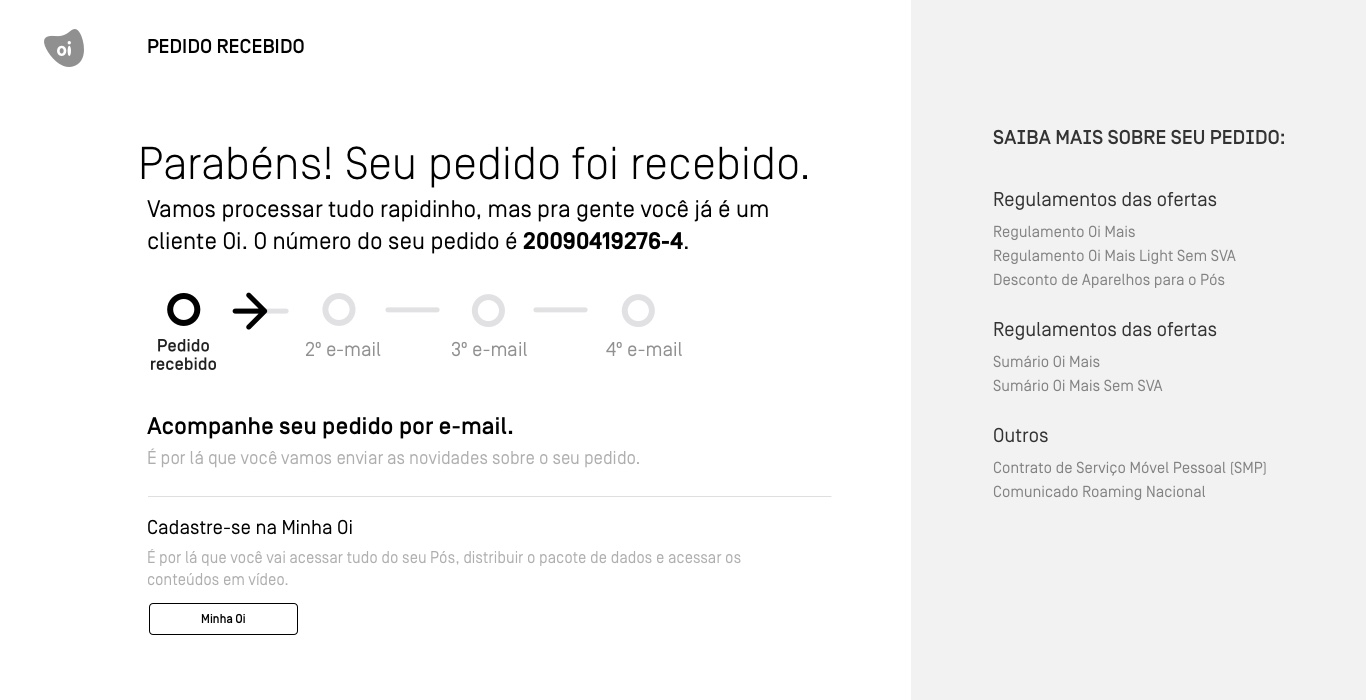 oi
PEDIDO RECEBIDO
Parabéns! Seu pedido foi recebido.
Vamos processar tudo rapidinho, mas pra gente você já é um
cliente Oi. O número do seu pedido é 20090419276-4.
Pedido
recebido
2º e-mail
3º e-mail
4º e-mail
Acompanhe seu pedido por e-mail.
É por lá que você vamos enviar as novidades sobre o seu pedido.
Cadastre-se na Minha Oi
É por lá que você vai acessar tudo do seu Pós, distribuir o pacote de dados e acessar os
conteúdos em vídeo.
Minha Oi
SAIBA MAIS SOBRE SEU PEDIDO:
Regulamentos das ofertas
Regulamento Oi Mais
Regulamento Oi Mais Light Sem SVA
Desconto de Aparelhos para o Pós
Regulamentos das ofertas
Sumário Oi Mais
Sumário Oi Mais Sem SVA
Outros
Contrato de Serviço Móvel Pessoal (SMP)
Comunicado Roaming Nacional